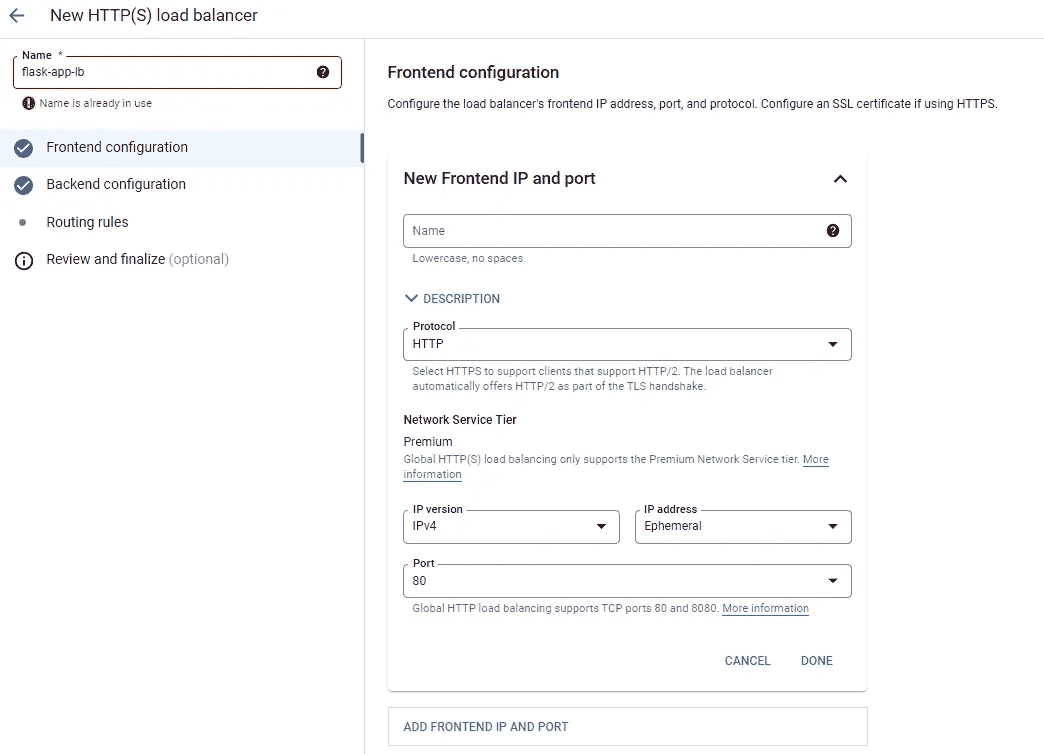 New HTTP(S) load balancer
Name *
flask-app-lb
Name is already in use
Frontend configuration
Backend configuration
Routing rules
Review and finalize (optional)
Frontend configuration
Configure the load balancer's frontend IP address, port, and protocol. Configure an SSL certificate if using HTTPS.
New Frontend IP and port
Name
Lowercase, no spaces.
DESCRIPTION
Protocol
HTTP
Select HTTPS to support clients that support HTTP/2. The load balancer
automatically offers HTTP/2 as part of the TLS handshake.
Network Service Tier
Premium
Global HTTP(S) load balancing only supports the Premium Network Service tier. More
information
IP version
IPv4
IP address
Ephemeral
Port
80
Global HTTP load balancing supports TCP ports 80 and 8080. More information
CANCEL
DONE
ADD FRONTEND IP AND PORT